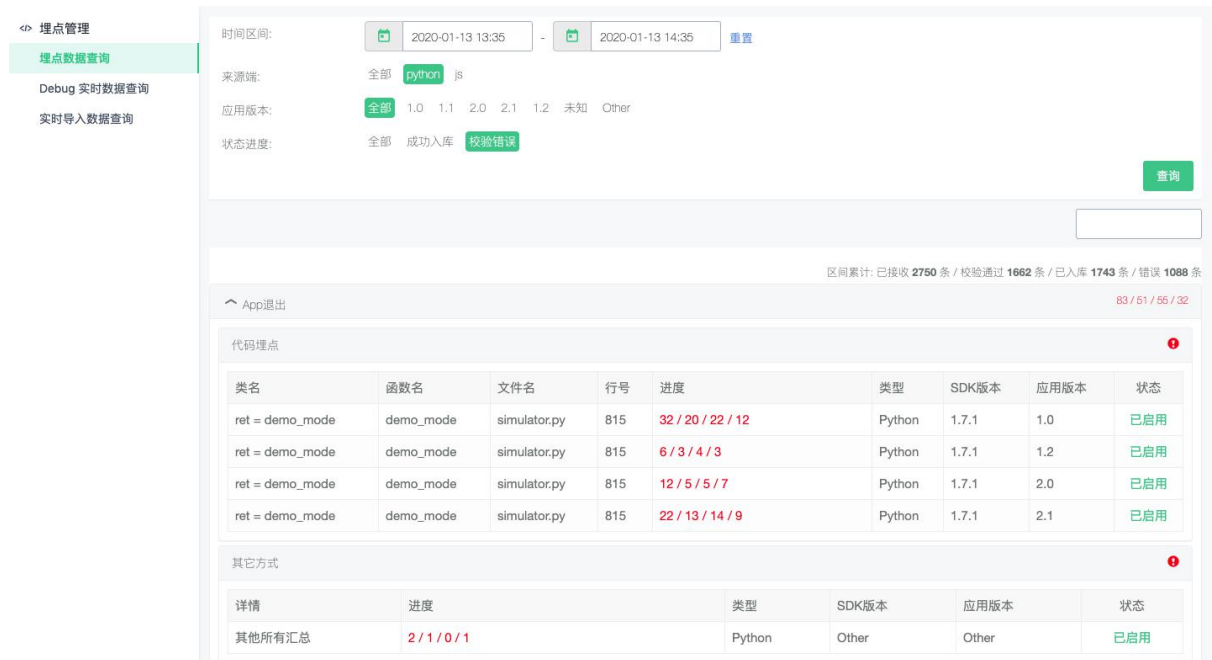 </> 埋点管理
埋点数据查询
Debug 实时数据查询
实时导入数据查询
时间区间: 2020-01-13 13:35 - 2020-01-13 14:35 重置
来源端: 全部 python js
应用版本: 全部 1.0 1.1 2.0 2.1 1.2 未知 Other
状态进度: 全部 成功入库 校验错误
查询
区间累计: 已接收 2750 条 / 校验通过 1662 条 / 已入库 1743 条 / 错误 1088 条
App退出 83 / 51 / 55 / 32
代码埋点
类名 函数名 文件名 行号 进度 类型 SDK版本 应用版本 状态
ret = demo_mode demo_mode simulator.py 815 32 / 20 / 22 / 12 Python 1.7.1 1.0 已启用
ret = demo_mode demo_mode simulator.py 815 6 / 3 / 4 / 3 Python 1.7.1 1.2 已启用
ret = demo_mode demo_mode simulator.py 815 12 / 5 / 5 / 7 Python 1.7.1 2.0 已启用
ret = demo_mode demo_mode simulator.py 815 22 / 13 / 14 / 9 Python 1.7.1 2.1 已启用
其它方式
详情 进度 类型 SDK版本 应用版本 状态
其他所有汇总 2 / 1 / 0 / 1 Python Other Other 已启用